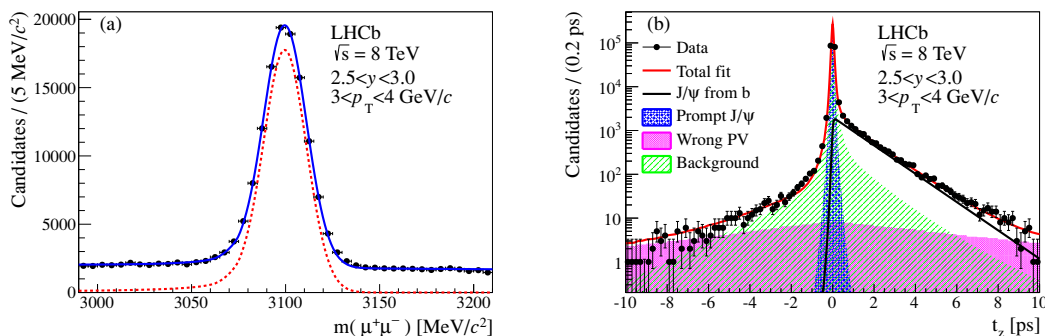 (a)
LHCb
√s = 8 TeV
2.5<y<3.0
3<p_T<4 GeV/c
Candidates / (5 MeV/c²)
20000
15000
10000
5000
0
3000 3050 3100 3150 3200
m(μ⁺μ⁻) [MeV/c²]
(b)
LHCb
√s = 8 TeV
2.5<y<3.0
3<p_T<4 GeV/c
Data
Total fit
J/ψ from b
Prompt J/ψ
Wrong PV
Background
Candidates / (0.2 ps)
10⁵
10⁴
10³
10²
10
1
-10 -8 -6 -4 -2 0 2 4 6 8 10
t_z [ps]